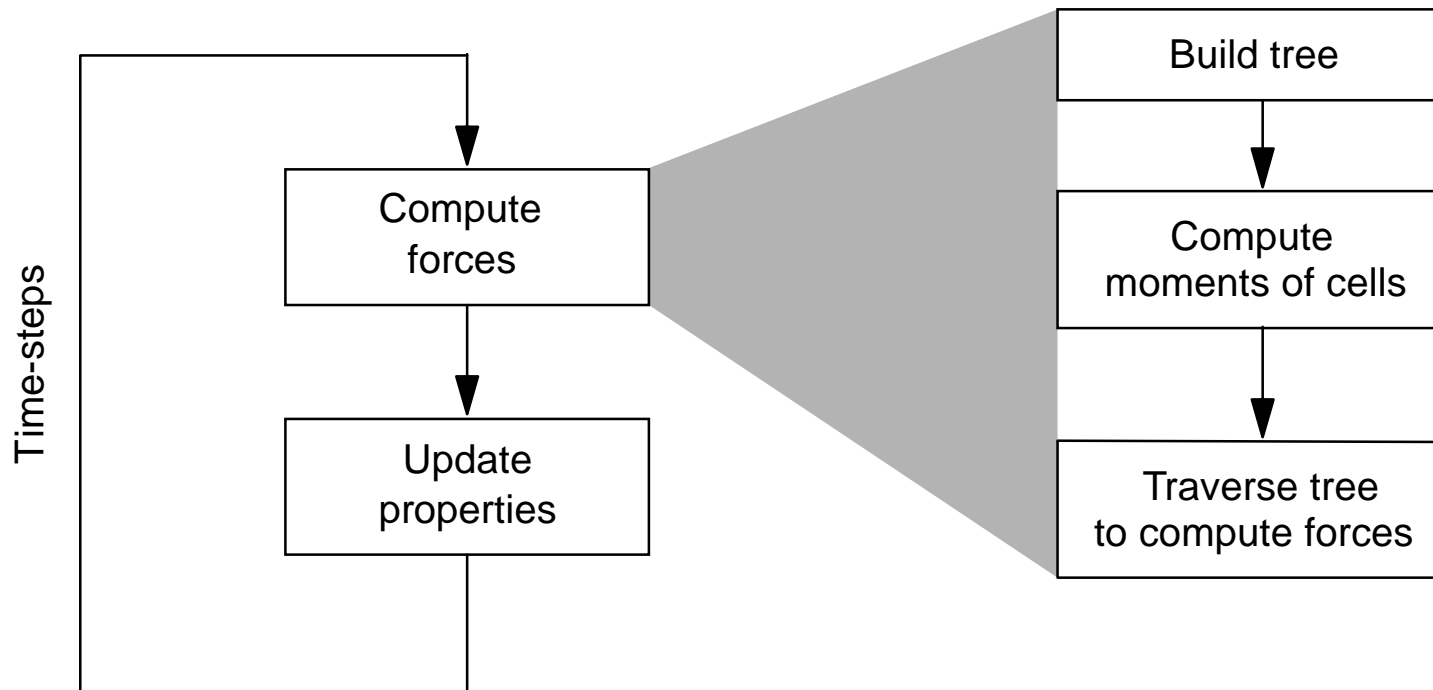 Time-steps
Compute
forces
Update
properties
Build tree
Compute
moments of cells
Traverse tree
to compute forces